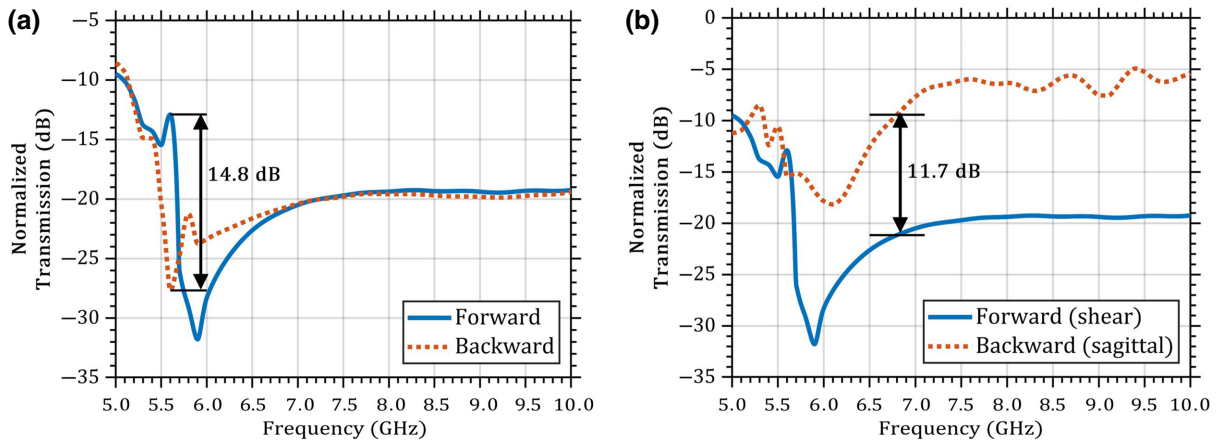 (a)
−5
−10
−15
−20
−25
−30
−35
Normalized
Transmission (dB)
14.8 dB
Forward
Backward
5.0 5.5 6.0 6.5 7.0 7.5 8.0 8.5 9.0 9.5 10.0
Frequency (GHz)
(b)
0
−5
−10
−15
−20
−25
−30
−35
Normalized
Transmission (dB)
11.7 dB
Forward (shear)
Backward (sagittal)
5.0 5.5 6.0 6.5 7.0 7.5 8.0 8.5 9.0 9.5 10.0
Frequency (GHz)